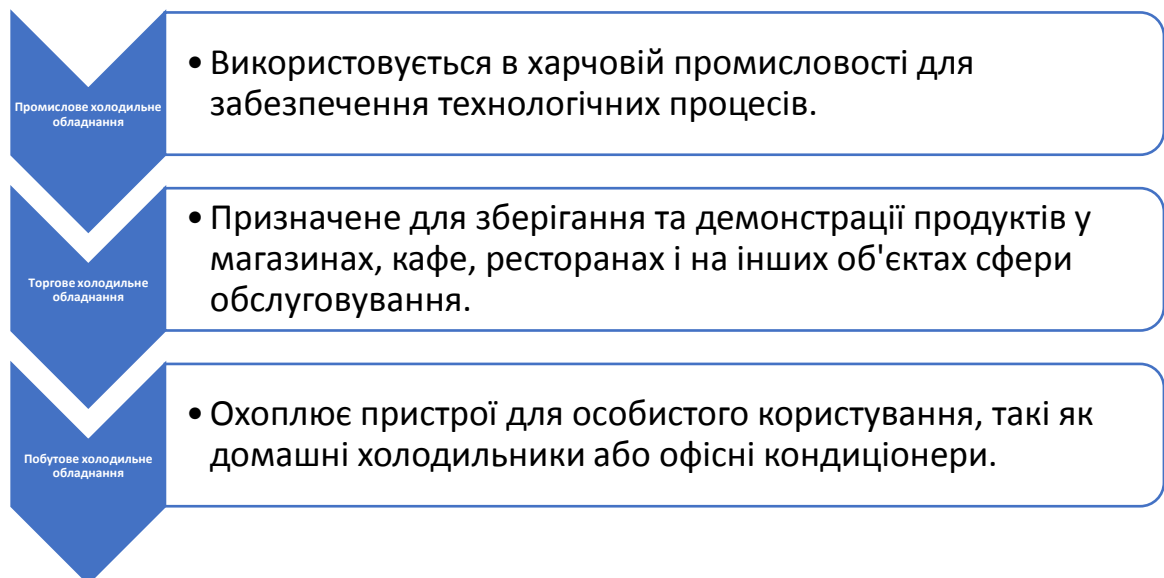 Промислове холодильне
обладнання
• Використовується в харчовій промисловості для
забезпечення технологічних процесів.
Торгове холодильне
обладнання
• Призначене для зберігання та демонстрації продуктів у
магазинах, кафе, ресторанах і на інших об'єктах сфери
обслуговування.
Побутове холодильне
обладнання
• Охоплює пристрої для особистого користування, такі як
домашні холодильники або офісні кондиціонери.